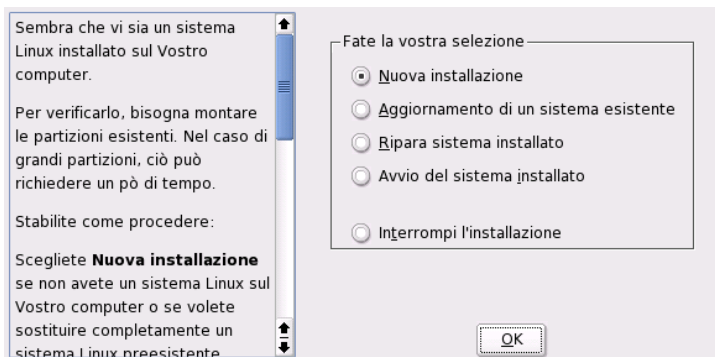 Sembra che vi sia un sistema
Linux installato sul Vostro
computer.
Per verificarlo, bisogna montare
le partizioni esistenti. Nel caso di
grandi partizioni, ciò può
richiedere un pò di tempo.
Stabilite come procedere:
Scegliete Nuova installazione
se non avete un sistema Linux sul
Vostro computer o se volete
sostituire completamente un
sistema Linux preesistente
Fate la vostra selezione
Nuova installazione
Aggiornamento di un sistema esistente
Ripara sistema installato
Avvio del sistema installato
Interrompi l'installazione
OK